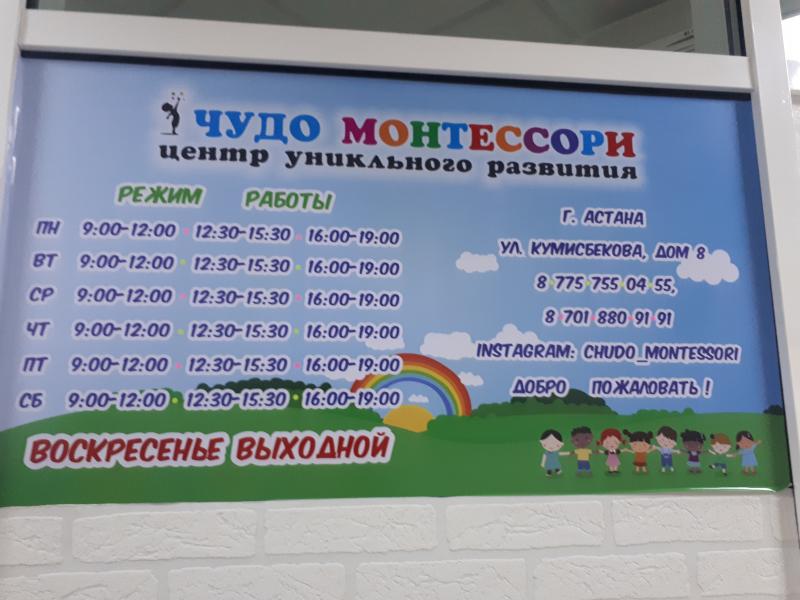 ЧУДО МОНТЕССОРИ
центр уникльного развития
РЕЖИМ РАБОТЫ
ПН 9:00-12:00 • 12:30-15:30 • 16:00-19:00
ВТ 9:00-12:00 • 12:30-15:30 • 16:00-19:00
СР 9:00-12:00 • 12:30-15:30 • 16:00-19:00
ЧТ 9:00-12:00 • 12:30-15:30 • 16:00-19:00
ПТ 9:00-12:00 • 12:30-15:30 • 16:00-19:00
СБ 9:00-12:00 • 12:30-15:30 • 16:00-19:00
ВОСКРЕСЕНЬЕ ВЫХОДНОЙ
Г. АСТАНА
УЛ. КУМИСБЕКОВА, ДОМ 8
8•775•755•04•55,
8•701•880•91•91
INSTAGRAM: CHUDO_MONTESSORI
ДОБРО ПОЖАЛОВАТЬ!